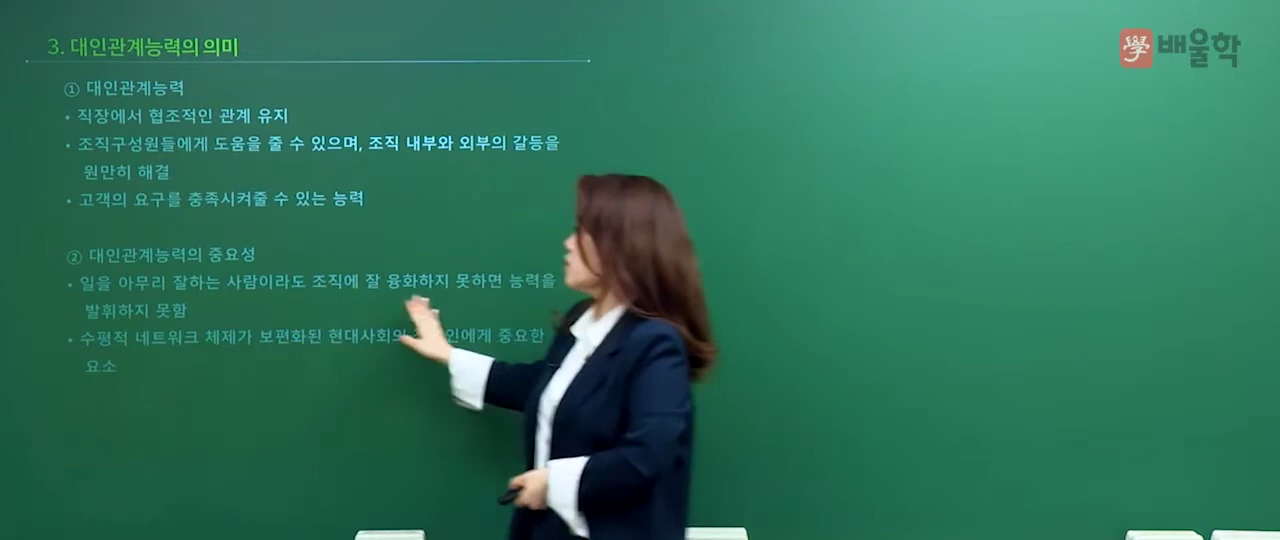 3. 대인관계능력의 의미
學 배울학
① 대인관계능력
• 직장에서 협조적인 관계 유지
• 조직구성원들에게 도움을 줄 수 있으며, 조직 내부와 외부의 갈등을
원만히 해결
• 고객의 요구를 충족시켜줄 수 있는 능력
② 대인관계능력의 중요성
• 일을 아무리 잘하는 사람이라도 조직에 잘 융화하지 못하면 능력을
발휘하지 못함
• 수평적 네트워크 체제가 보편화된 현대사회의 중요한
요소